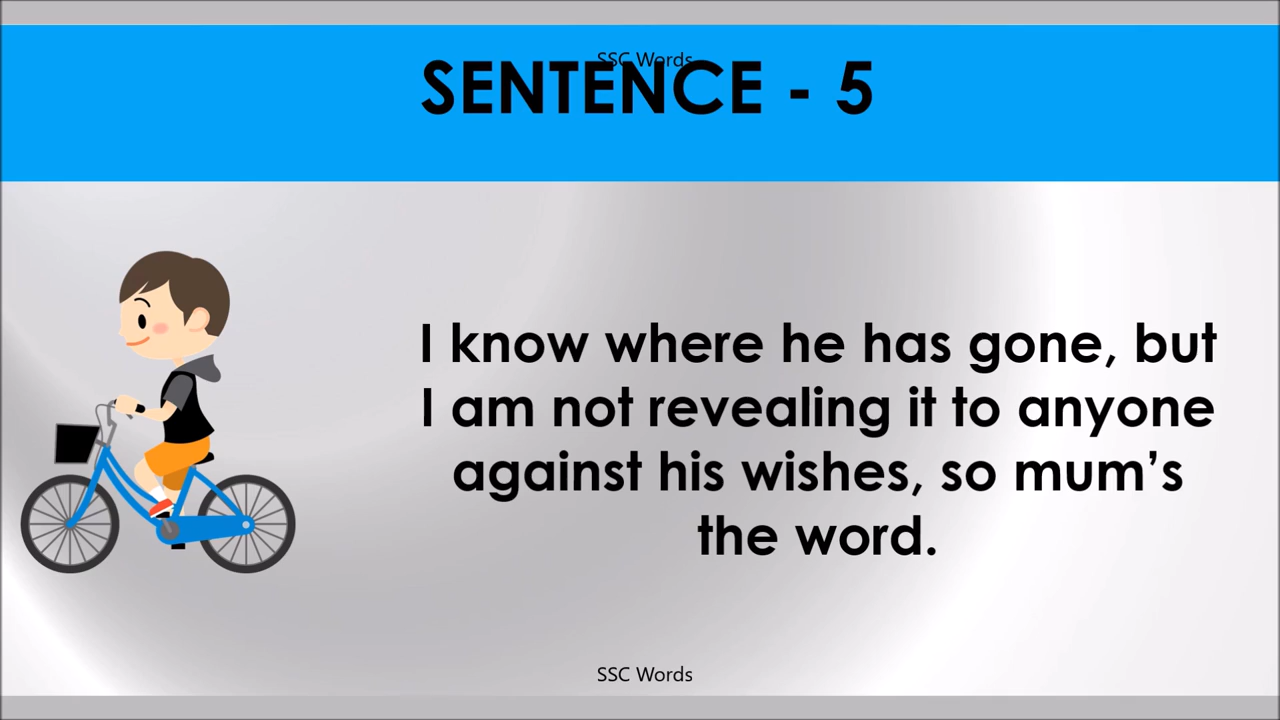 SSC Words
SENTENCE - 5
I know where he has gone, but
I am not revealing it to anyone
against his wishes, so mum’s
the word.
SSC Words